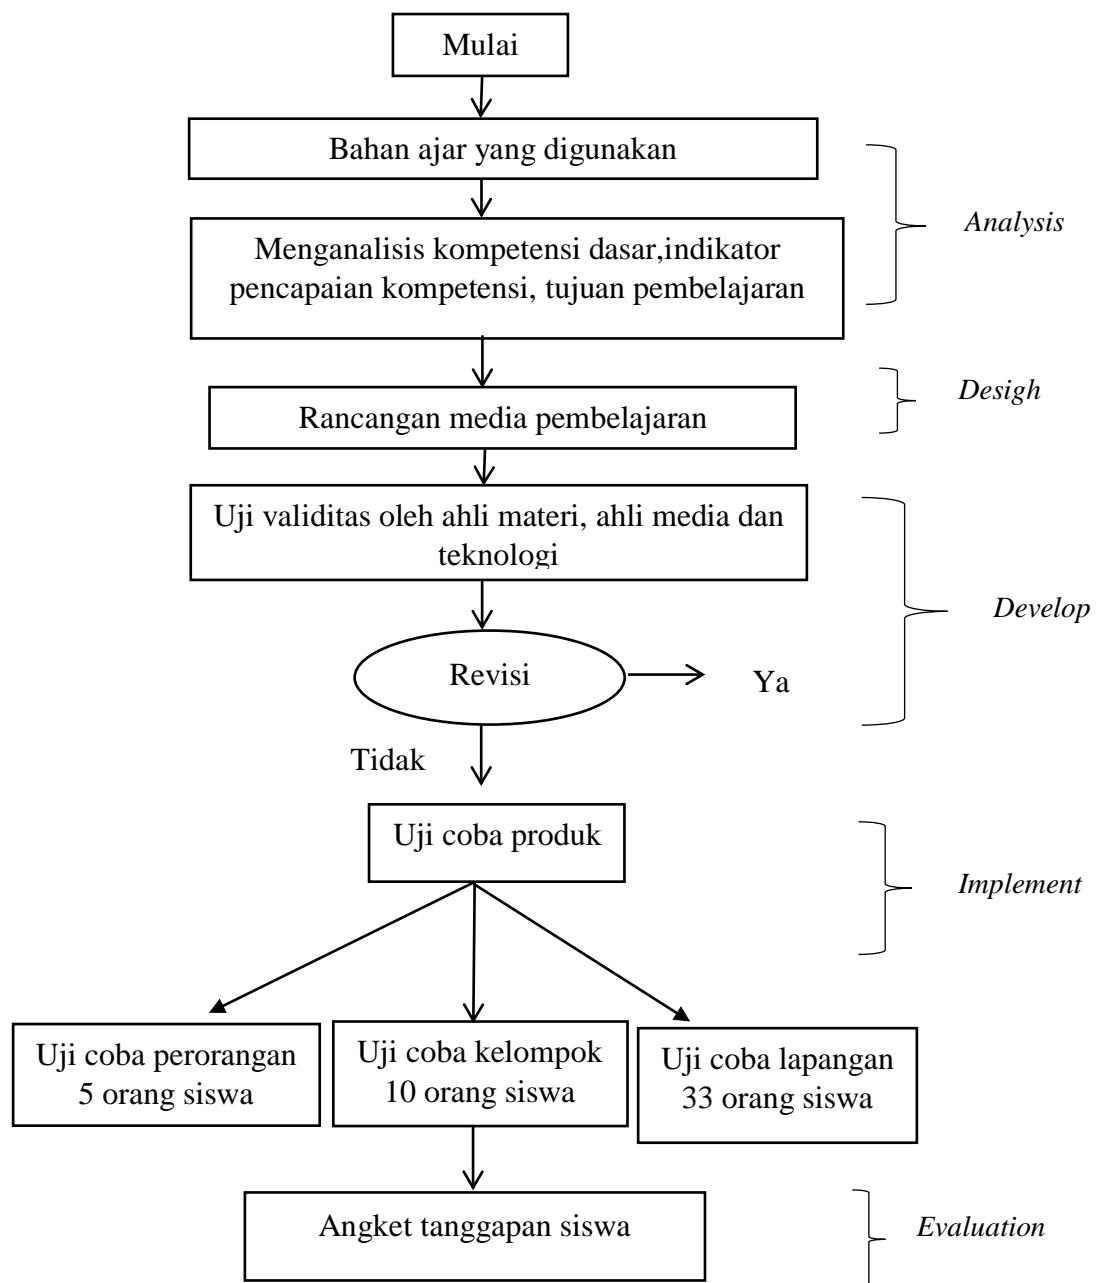 Mulai
Bahan ajar yang digunakan
Analysis
Menganalisis kompetensi dasar,indikator
pencapaian kompetensi, tujuan pembelajaran
Desigh
Rancangan media pembelajaran
Uji validitas oleh ahli materi, ahli media dan
teknologi
Develop
Revisi
Ya
Tidak
Uji coba produk
Implement
Uji coba perorangan
5 orang siswa
Uji coba kelompok
10 orang siswa
Uji coba lapangan
33 orang siswa
Angket tanggapan siswa
Evaluation